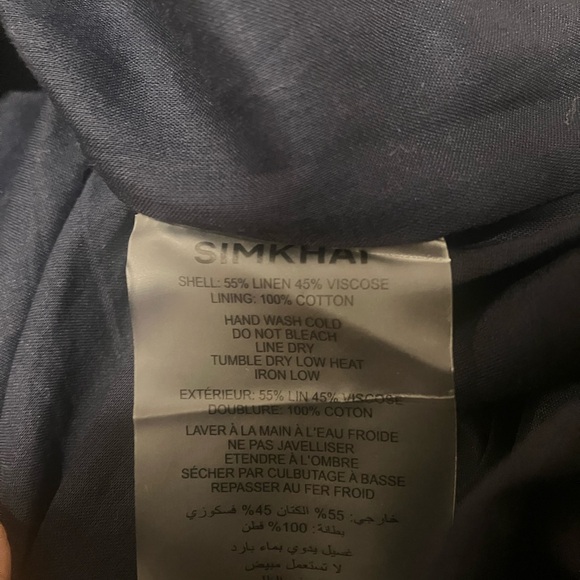 SIMKHAI
SHELL: 55% LINEN 45% VISCOSE
LINING: 100% COTTON
HAND WASH COLD
DO NOT BLEACH
LINE DRY
TUMBLE DRY LOW HEAT
IRON LOW
EXTÉRIEUR: 55% LIN 45% VISCOSE
DOUBLURE: 100% COTON
LAVER À LA MAIN À L'EAU FROIDE
NE PAS JAVELLISER
ETENDRE À L'OMBRE
SÉCHER PAR CULBUTAGE À BASSE
REPASSER AU FER FROID
خارجي: 55% الكتان 45% فسكوزي
بطانة: 100% قطن
غسيل يدوي بماء بارد
لا تستعمل مبيض